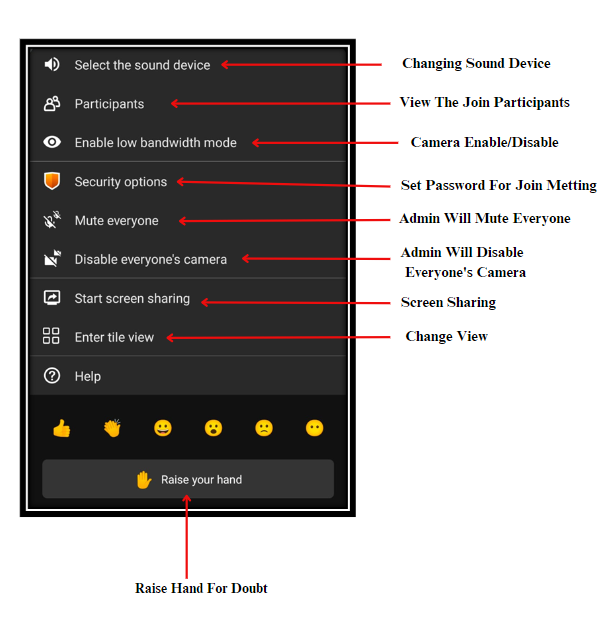 Select the sound device
Changing Sound Device
Participants
View The Join Participants
Enable low bandwidth mode
Camera Enable/Disable
Security options
Set Password For Join Metting
Mute everyone
Admin Will Mute Everyone
Disable everyone's camera
Admin Will Disable
Everyone's Camera
Start screen sharing
Screen Sharing
Enter tile view
Change View
Help
Raise your hand
Raise Hand For Doubt